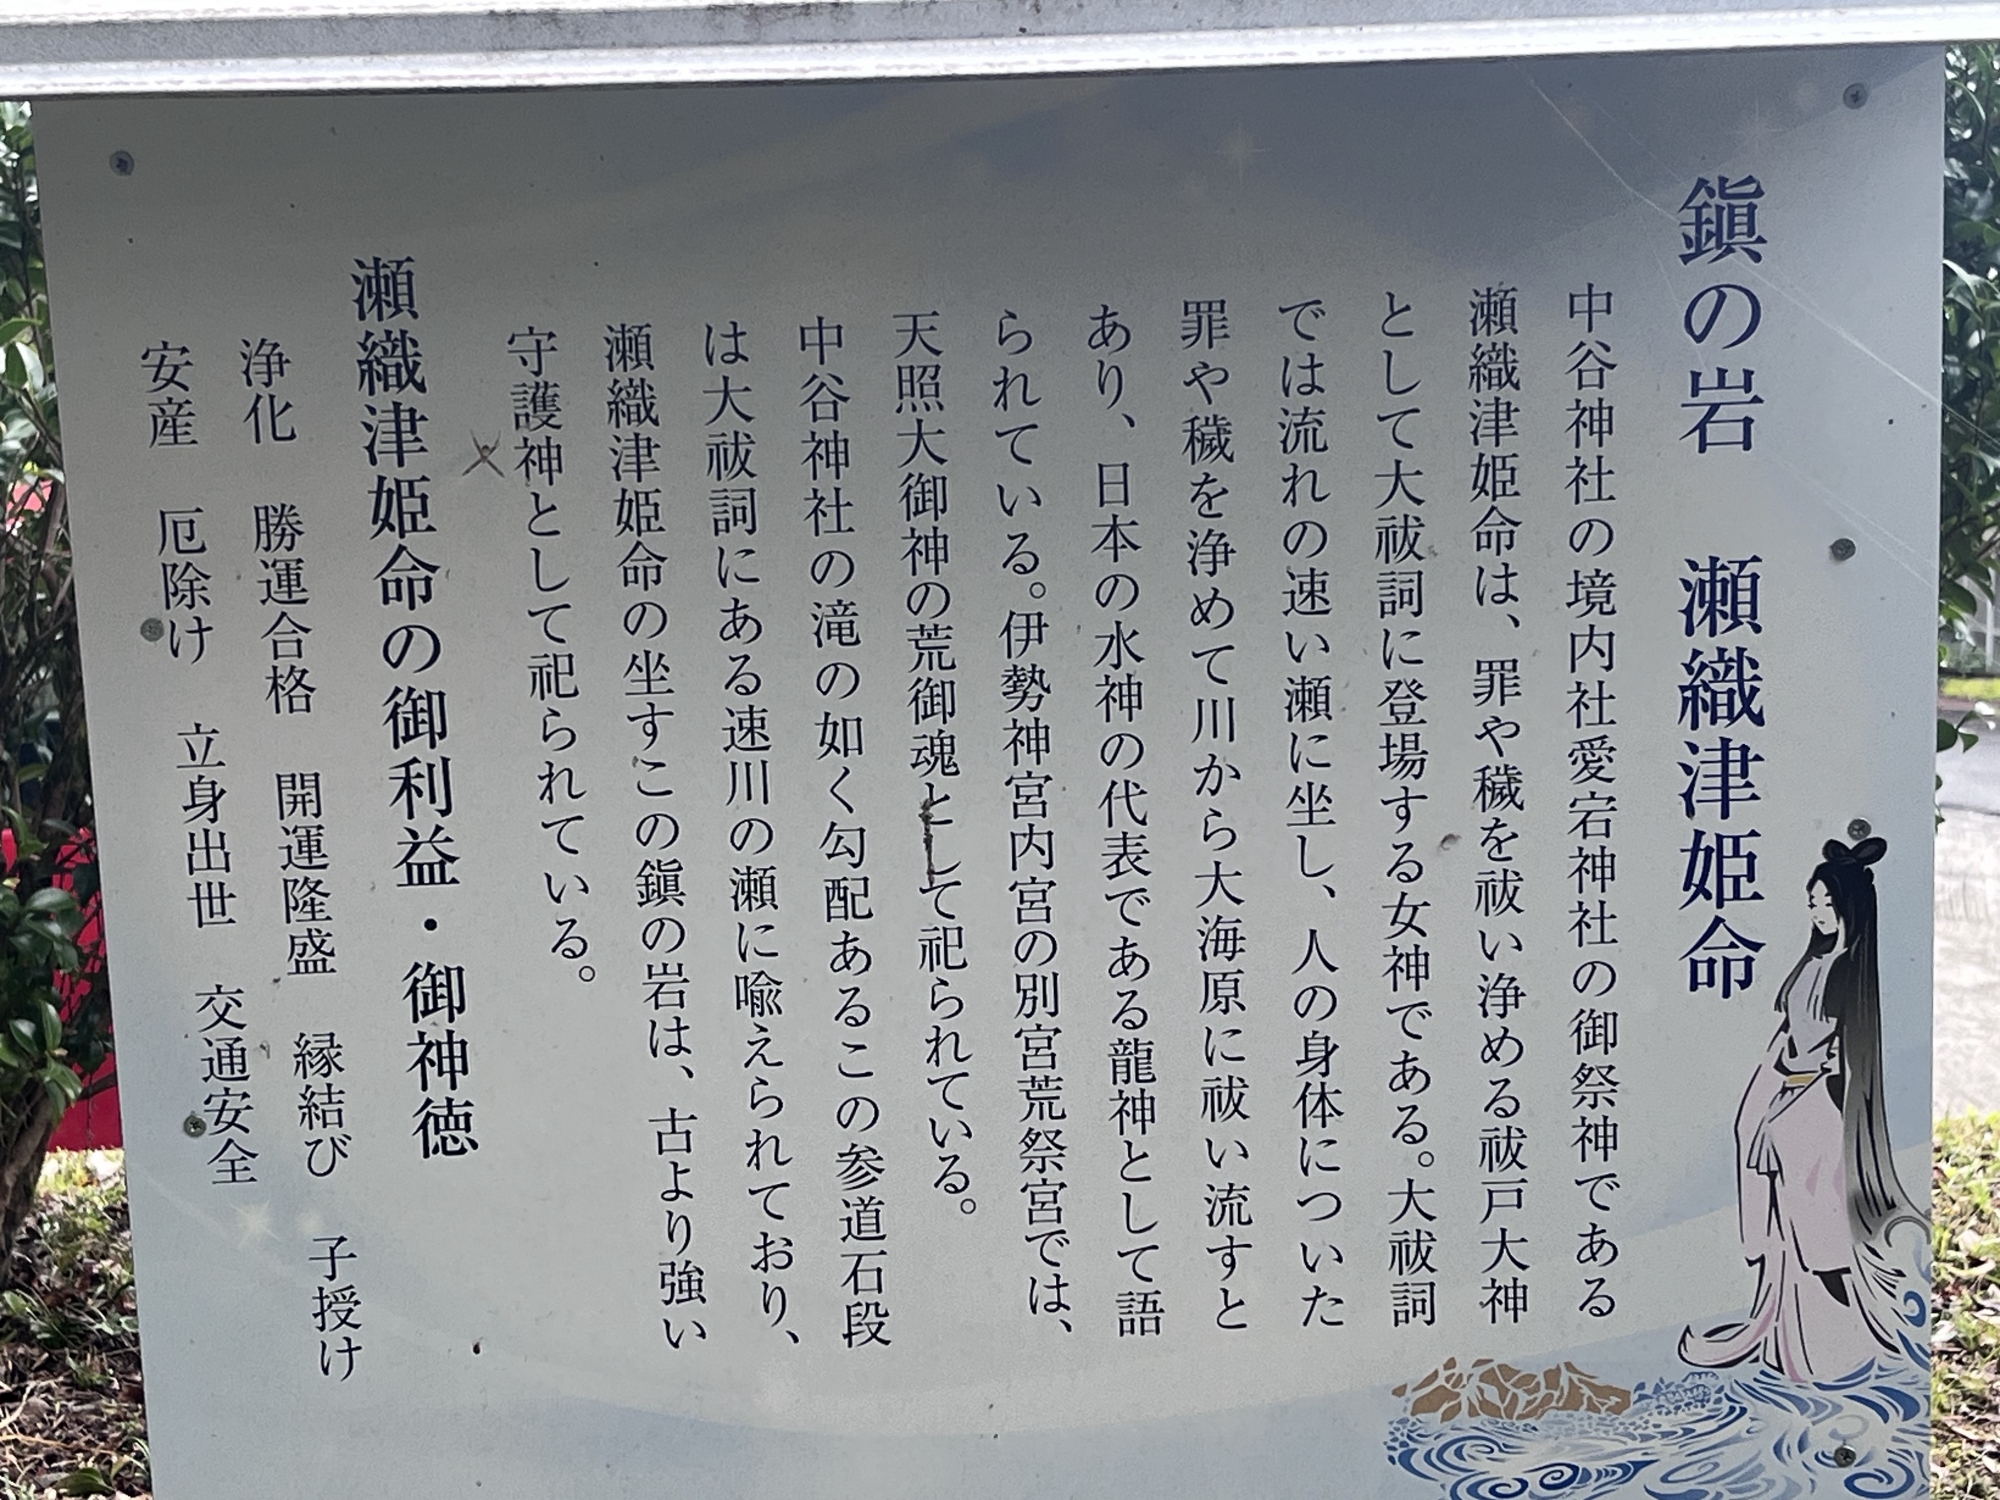 鎭の岩　瀬織津姫命
中谷神社の境内社愛宕神社の御祭神である
瀬織津姫命は、罪や穢を祓い浄める祓戸大神
として大祓詞に登場する女神である。大祓詞
では流れの速い瀬に坐し、人の身体についた
罪や穢を浄めて川から大海原に祓い流すと
あり、日本の水神の代表である龍神として語
られている。伊勢神宮内宮の別宮荒祭宮では、
天照大御神の荒御魂として祀られている。
中谷神社の滝の如く勾配あるこの参道石段
は大祓詞にある速川の瀬に喩えられており、
瀬織津姫命の坐すこの鎭の岩は、古より強い
守護神として祀られている。
瀬織津姫命の御利益・御神徳
浄化　勝運合格　開運隆盛　縁結び　子授け
安産　厄除け　立身出世　交通安全